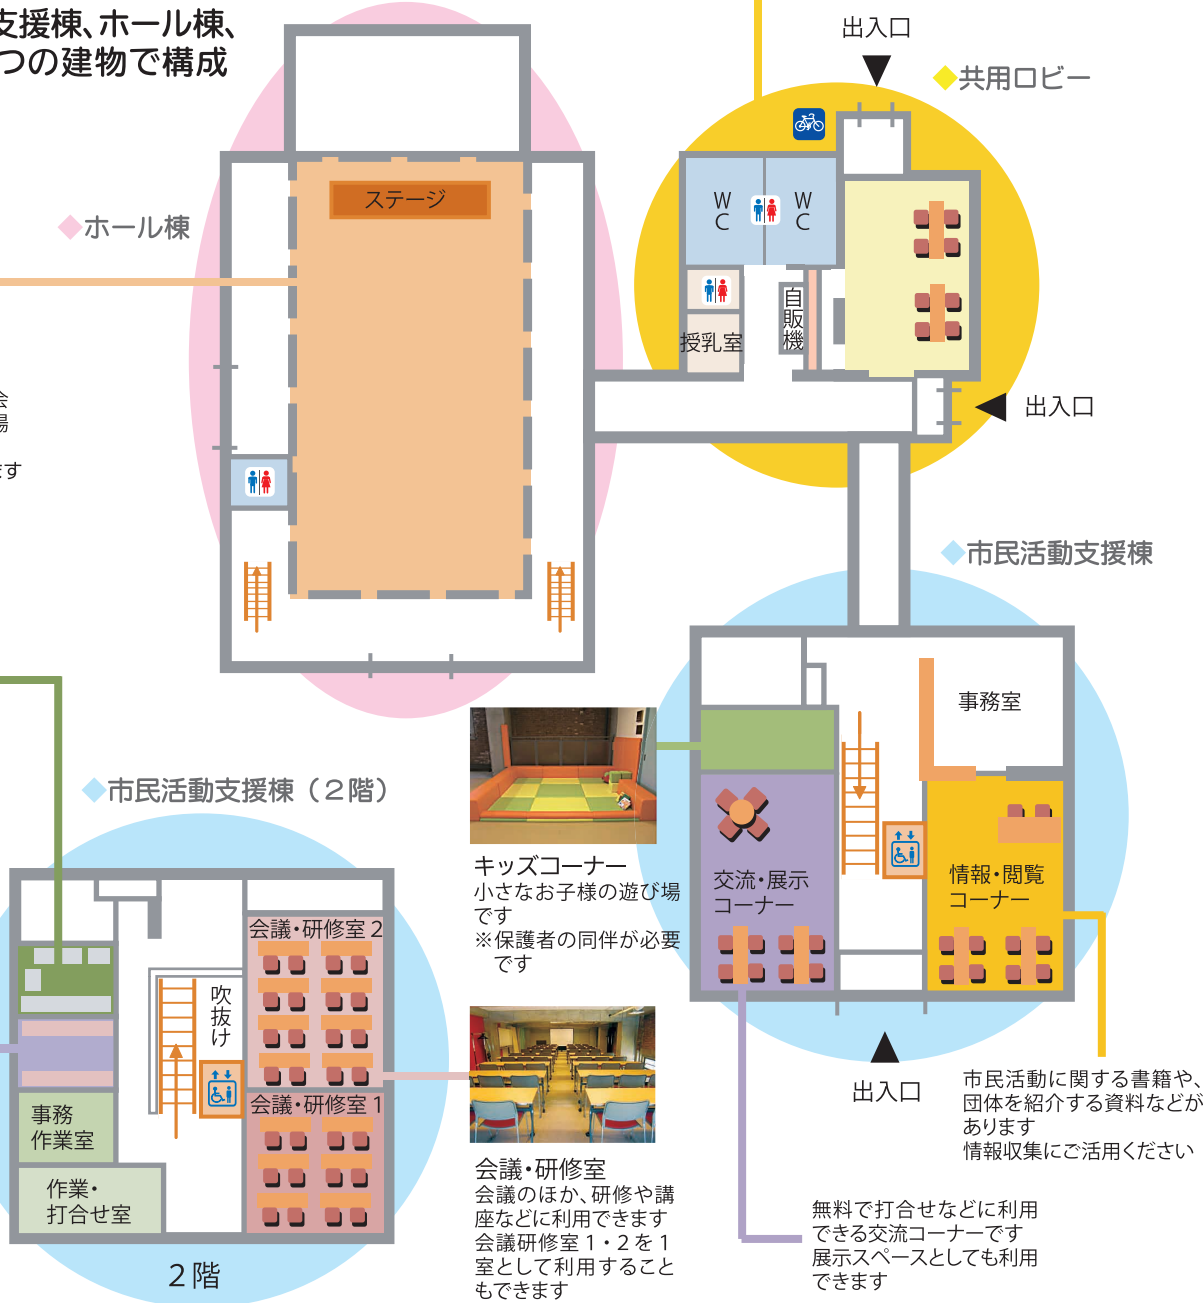 支援棟、ホール棟、
つの建物で構成
出入口
◆共用ロビー
ステージ
WC
WC
◆ホール棟
自販機
授乳室
会
場
出入口
ます
◆市民活動支援棟
事務室
◆市民活動支援棟（２階）
キッズコーナー
小さなお子様の遊び場
です
※保護者の同伴が必要
です
交流・展示
コーナー
情報・閲覧
コーナー
会議・研修室２
吹抜け
会議・研修室１
事務
作業室
作業・
打合せ室
２階
会議・研修室
会議のほか、研修や講
座などに利用できます
会議研修室１・２を１
室として利用すること
もできます
出入口
市民活動に関する書籍や、
団体を紹介する資料などが
あります
情報収集にご活用ください
無料で打合せなどに利用
できる交流コーナーです
展示スペースとしても利用
できます